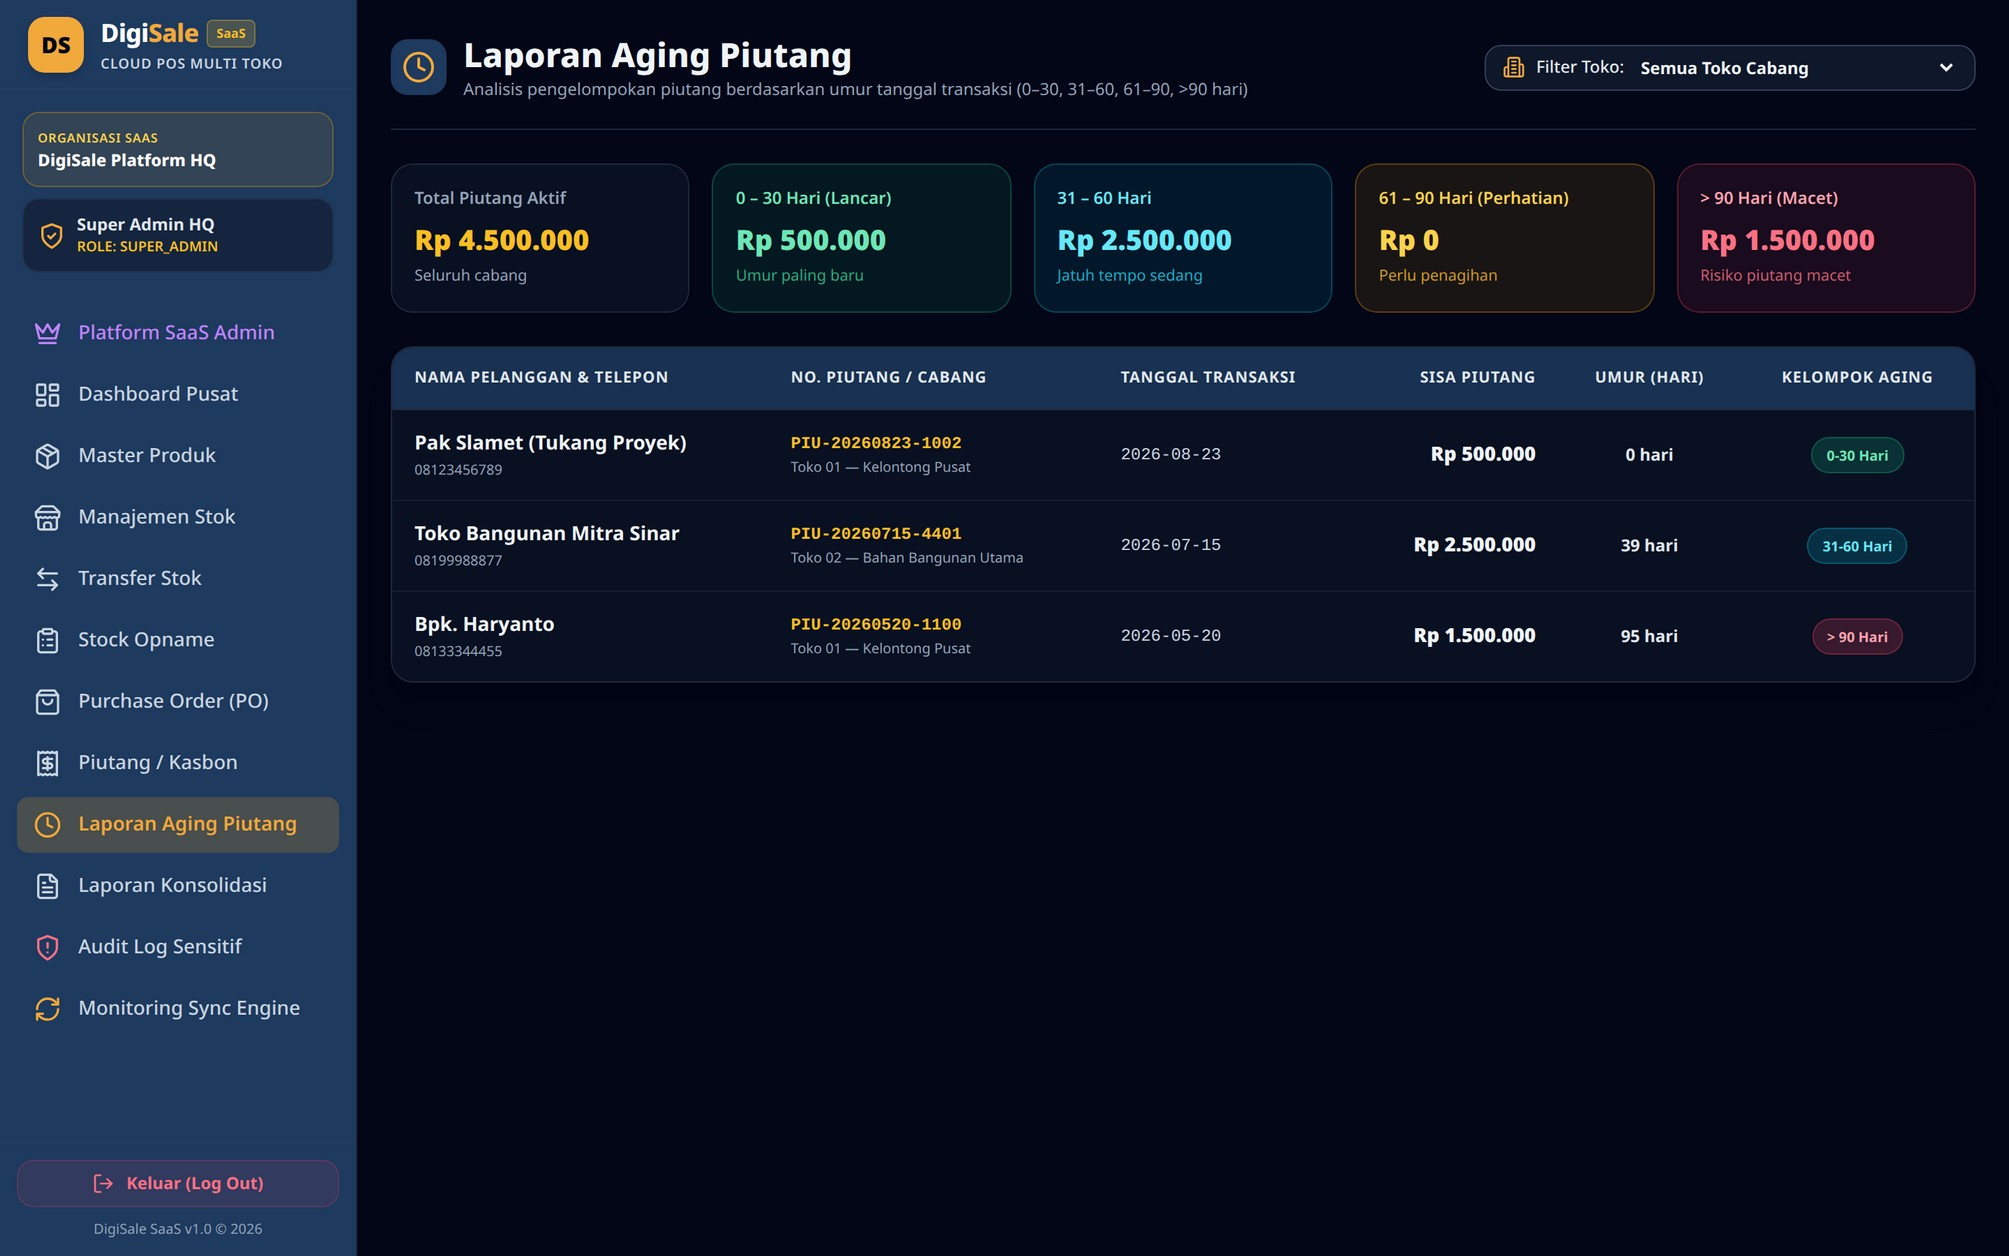 DS
DigiSale SaaS
CLOUD POS MULTI TOKO
ORGANISASI SAAS
DigiSale Platform HQ
Super Admin HQ
ROLE: SUPER_ADMIN
Platform SaaS Admin
Dashboard Pusat
Master Produk
Manajemen Stok
Transfer Stok
Stock Opname
Purchase Order (PO)
Piutang / Kasbon
Laporan Aging Piutang
Laporan Konsolidasi
Audit Log Sensitif
Monitoring Sync Engine
Keluar (Log Out)
DigiSale SaaS v1.0 © 2026
Laporan Aging Piutang
Analisis pengelompokan piutang berdasarkan umur tanggal transaksi (0–30, 31–60, 61–90, >90 hari)
Filter Toko: Semua Toko Cabang
Total Piutang Aktif
Rp 4.500.000
Seluruh cabang
0 – 30 Hari (Lancar)
Rp 500.000
Umur paling baru
31 – 60 Hari
Rp 2.500.000
Jatuh tempo sedang
61 – 90 Hari (Perhatian)
Rp 0
Perlu penagihan
> 90 Hari (Macet)
Rp 1.500.000
Risiko piutang macet
NAMA PELANGGAN & TELEPON NO. PIUTANG / CABANG TANGGAL TRANSAKSI SISA PIUTANG UMUR (HARI) KELOMPOK AGING
Pak Slamet (Tukang Proyek) PIU-20260823-1002 2026-08-23 Rp 500.000 0 hari 0-30 Hari
08123456789 Toko 01 — Kelontong Pusat
Toko Bangunan Mitra Sinar PIU-20260715-4401 2026-07-15 Rp 2.500.000 39 hari 31-60 Hari
08199988877 Toko 02 — Bahan Bangunan Utama
Bpk. Haryanto PIU-20260520-1100 2026-05-20 Rp 1.500.000 95 hari > 90 Hari
08133344455 Toko 01 — Kelontong Pusat